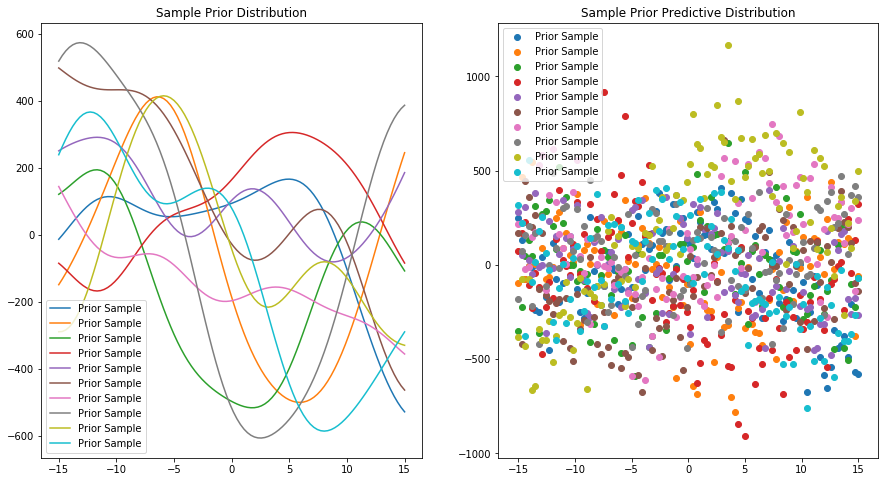 Sample Prior Distribution
600
400
200
0
−200
−400
−600
−15
−10
−5
0
5
10
15
Prior Sample
Prior Sample
Prior Sample
Prior Sample
Prior Sample
Prior Sample
Prior Sample
Prior Sample
Prior Sample
Prior Sample
Sample Prior Predictive Distribution
1000
500
0
−500
−1000
−15
−10
−5
0
5
10
15
Prior Sample
Prior Sample
Prior Sample
Prior Sample
Prior Sample
Prior Sample
Prior Sample
Prior Sample
Prior Sample
Prior Sample